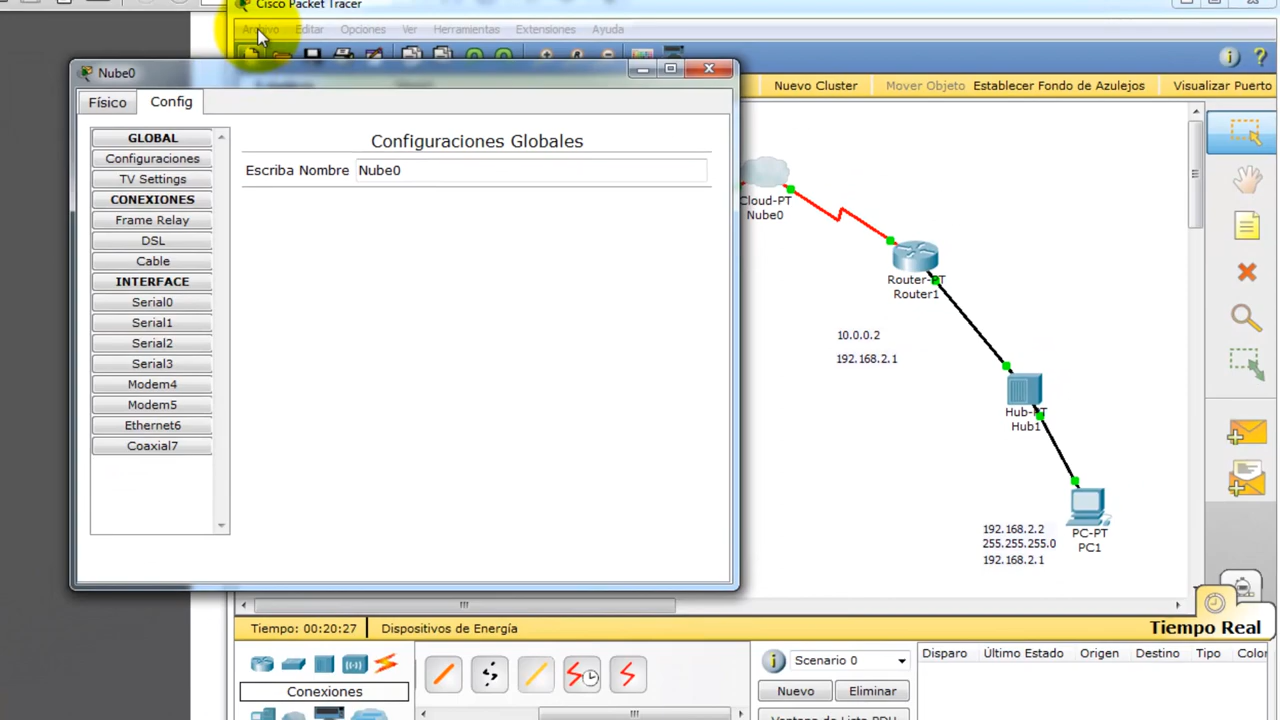 Cisco Packet Tracer
Archivo Editar Opciones Ver Herramientas Extensiones Ayuda
Nuevo Cluster Mover Objeto Establecer Fondo de Azulejos Visualizar Puerto
Nube0
Físico Config
GLOBAL
Configuraciones
TV Settings
CONEXIONES
Frame Relay
DSL
Cable
INTERFACE
Serial0
Serial1
Serial2
Serial3
Modem4
Modem5
Ethernet6
Coaxial7
Configuraciones Globales
Escriba Nombre Nube0
Cloud-PT
Nube0
Router-PT
Router1
10.0.0.2
192.168.2.1
Hub-PT
Hub1
192.168.2.2
255.255.255.0
192.168.2.1
PC-PT
PC1
Tiempo Real
Tiempo: 00:20:27 Dispositivos de Energía
Conexiones
Scenario 0
Nuevo Eliminar
Ventana de Lista PDU
Disparo Último Estado Origen Destino Tipo Color